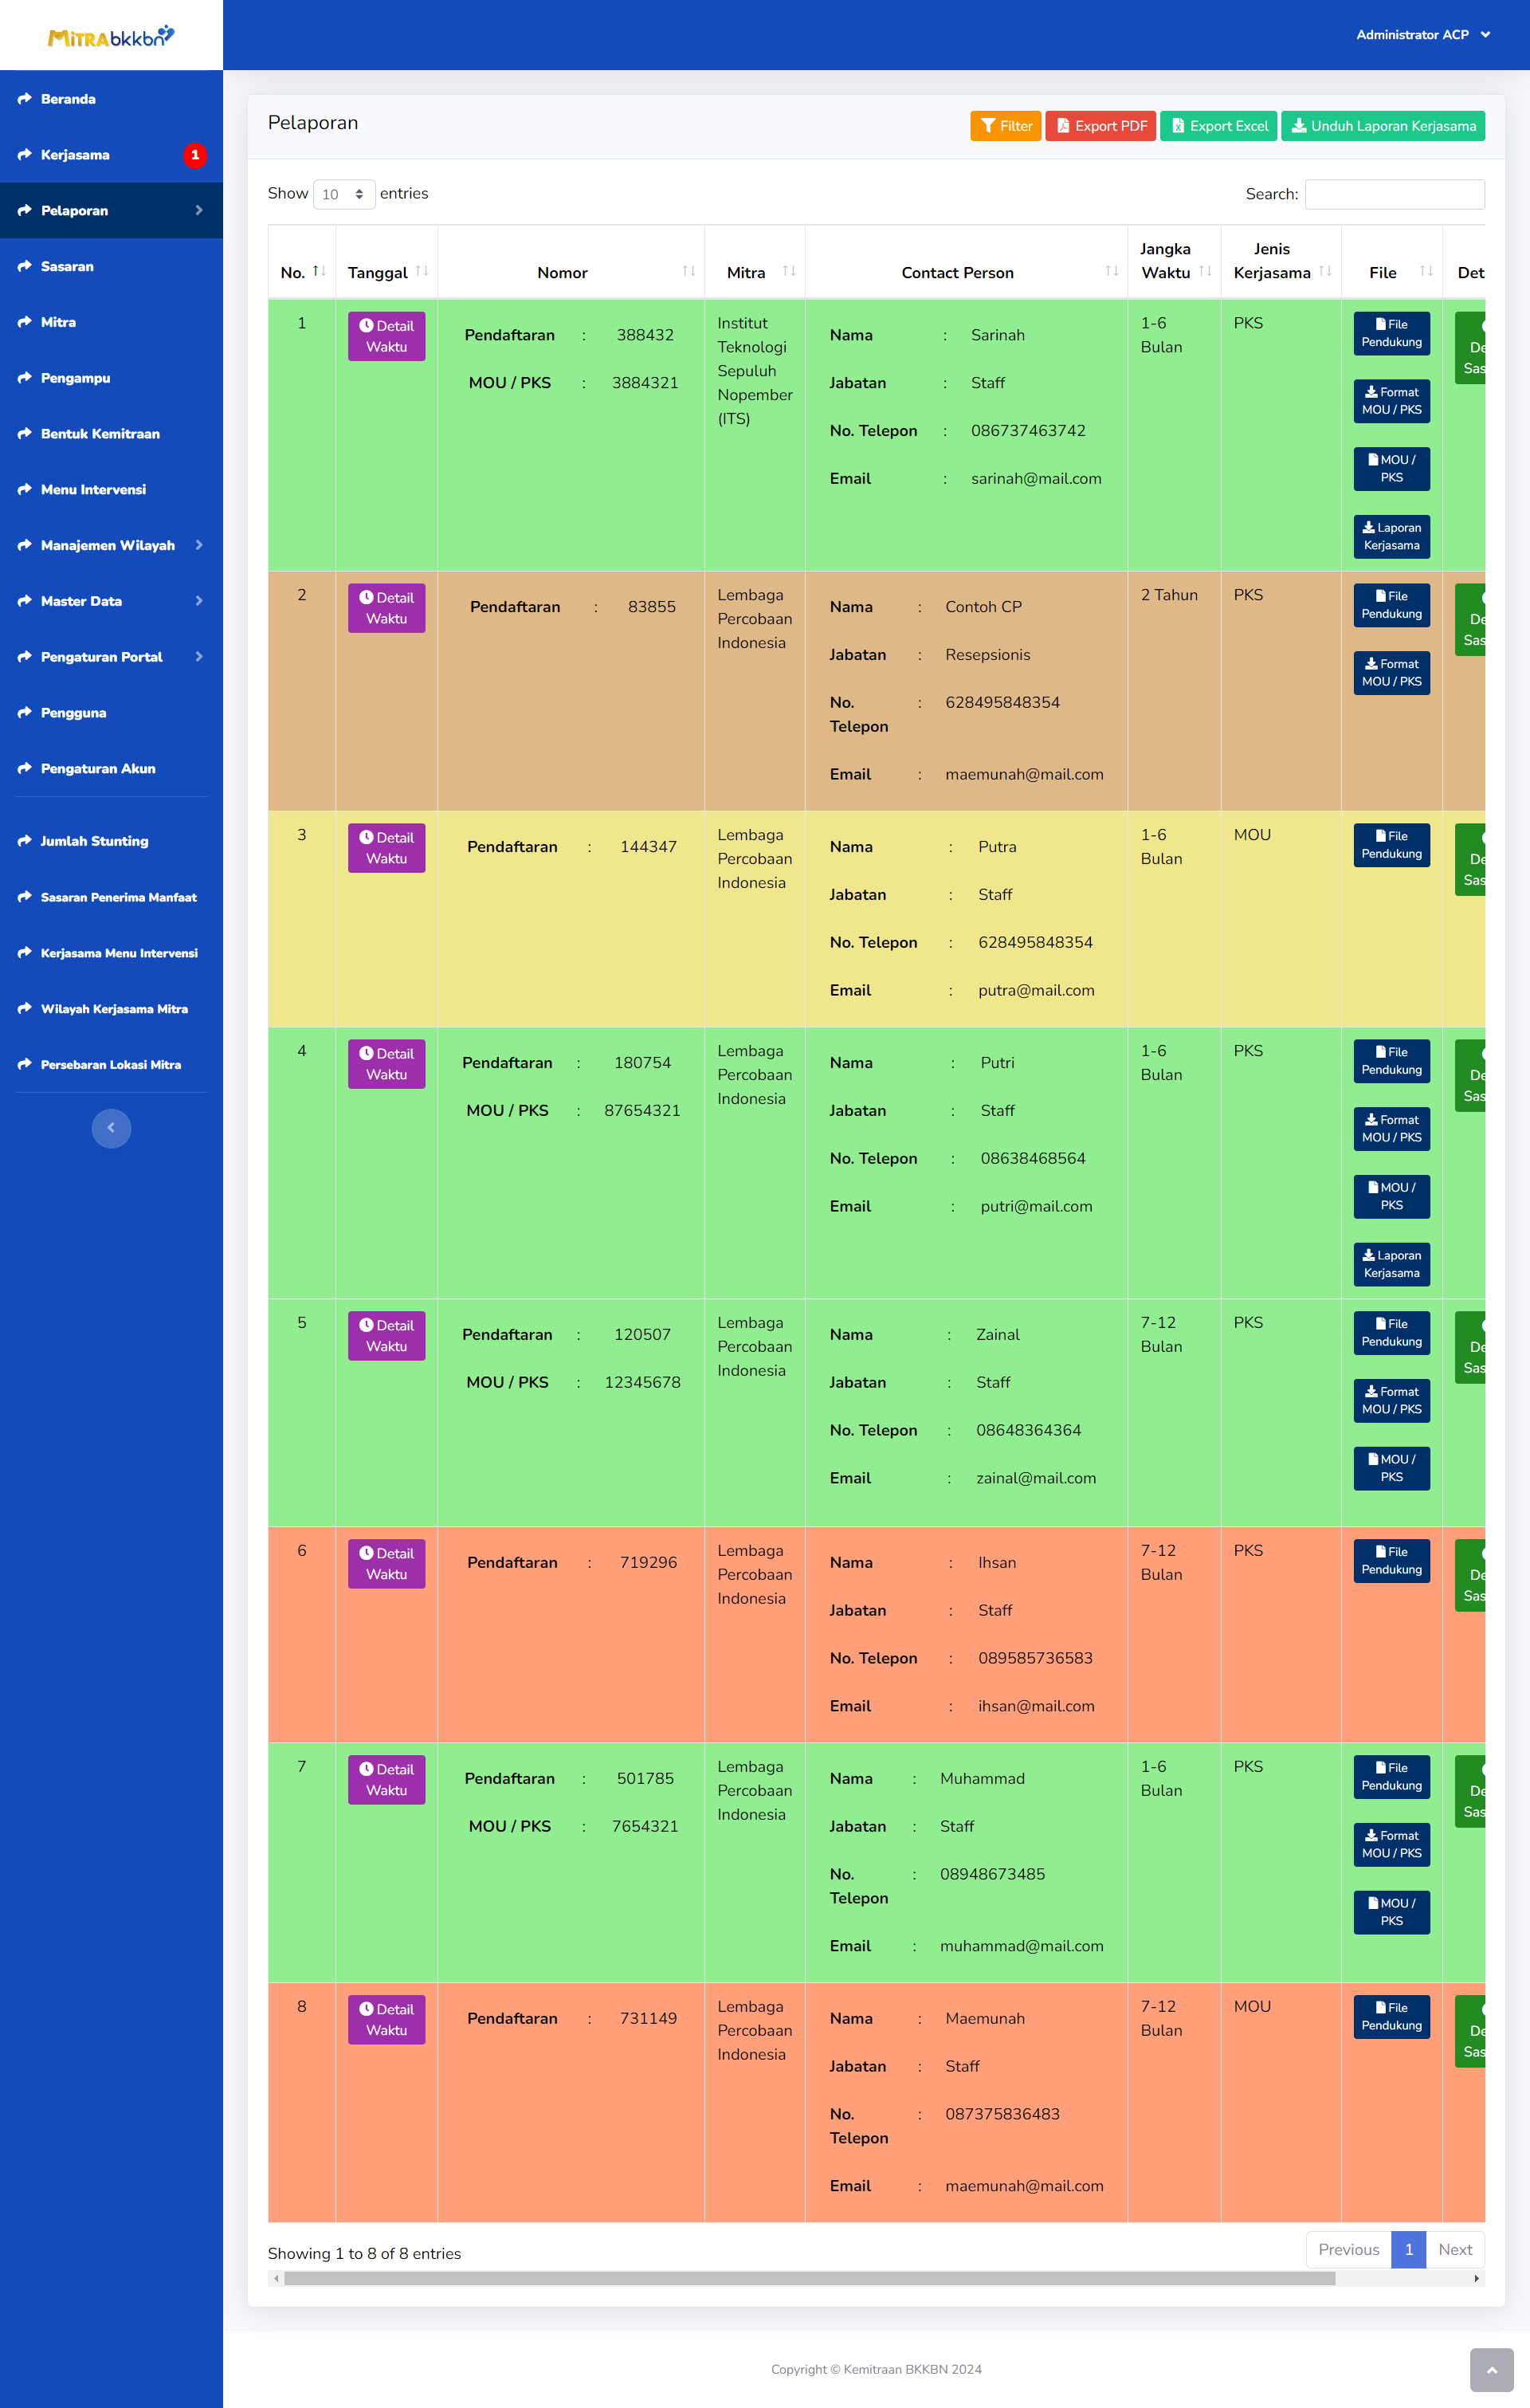 MiTRAbkkbn
Administrator ACP
Beranda
Kerjasama 1
Pelaporan
Sasaran
Mitra
Pengampu
Bentuk Kemitraan
Menu Intervensi
Manajemen Wilayah
Master Data
Pengaturan Portal
Pengguna
Pengaturan Akun
Jumlah Stunting
Sasaran Penerima Manfaat
Kerjasama Menu Intervensi
Wilayah Kerjasama Mitra
Persebaran Lokasi Mitra
Pelaporan
Filter Export PDF Export Excel Unduh Laporan Kerjasama
Show 10 entries Search:
No. Tanggal Nomor Mitra Contact Person Jangka Waktu Jenis Kerjasama File Det
1
Detail
Waktu
Pendaftaran : 388432
MOU / PKS : 3884321
Institut
Teknologi
Sepuluh
Nopember
(ITS)
Nama : Sarinah
Jabatan : Staff
No. Telepon : 086737463742
Email : sarinah@mail.com
1-6
Bulan
PKS
File
Pendukung
Format
MOU / PKS
MOU /
PKS
Laporan
Kerjasama
De
Sas
2
Detail
Waktu
Pendaftaran : 83855
Lembaga
Percobaan
Indonesia
Nama : Contoh CP
Jabatan : Resepsionis
No.
Telepon : 628495848354
Email : maemunah@mail.com
2 Tahun
PKS
File
Pendukung
Format
MOU / PKS
De
Sas
3
Detail
Waktu
Pendaftaran : 144347
Lembaga
Percobaan
Indonesia
Nama : Putra
Jabatan : Staff
No. Telepon : 628495848354
Email : putra@mail.com
1-6
Bulan
MOU
File
Pendukung
De
Sas
4
Detail
Waktu
Pendaftaran : 180754
MOU / PKS : 87654321
Lembaga
Percobaan
Indonesia
Nama : Putri
Jabatan : Staff
No. Telepon : 08638468564
Email : putri@mail.com
1-6
Bulan
PKS
File
Pendukung
Format
MOU / PKS
MOU /
PKS
Laporan
Kerjasama
De
Sas
5
Detail
Waktu
Pendaftaran : 120507
MOU / PKS : 12345678
Lembaga
Percobaan
Indonesia
Nama : Zainal
Jabatan : Staff
No. Telepon : 08648364364
Email : zainal@mail.com
7-12
Bulan
PKS
File
Pendukung
Format
MOU / PKS
MOU /
PKS
De
Sas
6
Detail
Waktu
Pendaftaran : 719296
Lembaga
Percobaan
Indonesia
Nama : Ihsan
Jabatan : Staff
No. Telepon : 089585736583
Email : ihsan@mail.com
7-12
Bulan
PKS
File
Pendukung
De
Sas
7
Detail
Waktu
Pendaftaran : 501785
MOU / PKS : 7654321
Lembaga
Percobaan
Indonesia
Nama : Muhammad
Jabatan : Staff
No.
Telepon : 08948673485
Email : muhammad@mail.com
1-6
Bulan
PKS
File
Pendukung
Format
MOU / PKS
MOU /
PKS
De
Sas
8
Detail
Waktu
Pendaftaran : 731149
Lembaga
Percobaan
Indonesia
Nama : Maemunah
Jabatan : Staff
No.
Telepon : 087375836483
Email : maemunah@mail.com
7-12
Bulan
MOU
File
Pendukung
De
Sas
Showing 1 to 8 of 8 entries
Previous 1 Next
Copyright © Kemitraan BKKBN 2024